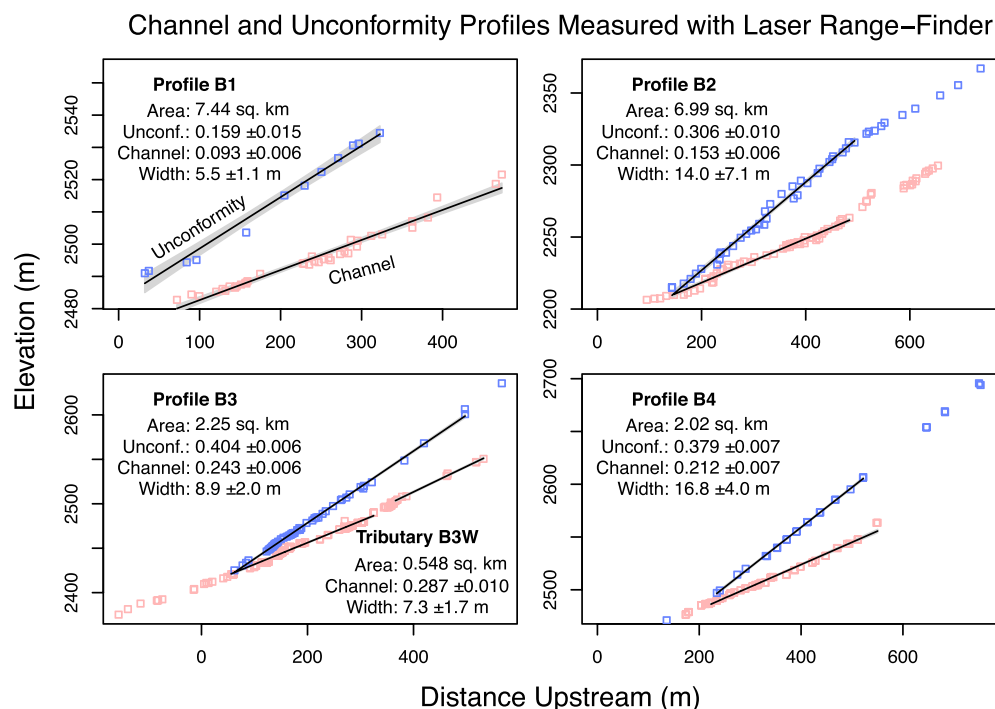 Channel and Unconformity Profiles Measured with Laser Range−Finder
Elevation (m)
Profile B1
Area: 7.44 sq. km
Unconf.: 0.159 ±0.015
Channel: 0.093 ±0.006
Width: 5.5 ±1.1 m
Unconformity
Channel
2480
2500
2520
2540
0 100 200 300 400
Profile B2
Area: 6.99 sq. km
Unconf.: 0.306 ±0.010
Channel: 0.153 ±0.006
Width: 14.0 ±7.1 m
2200
2250
2300
2350
0 200 400 600
Profile B3
Area: 2.25 sq. km
Unconf.: 0.404 ±0.006
Channel: 0.243 ±0.006
Width: 8.9 ±2.0 m
Tributary B3W
Area: 0.548 sq. km
Channel: 0.287 ±0.010
Width: 7.3 ±1.7 m
2400
2500
2600
0 200 400
Profile B4
Area: 2.02 sq. km
Unconf.: 0.379 ±0.007
Channel: 0.212 ±0.007
Width: 16.8 ±4.0 m
2500
2600
2700
0 200 400 600
Distance Upstream (m)